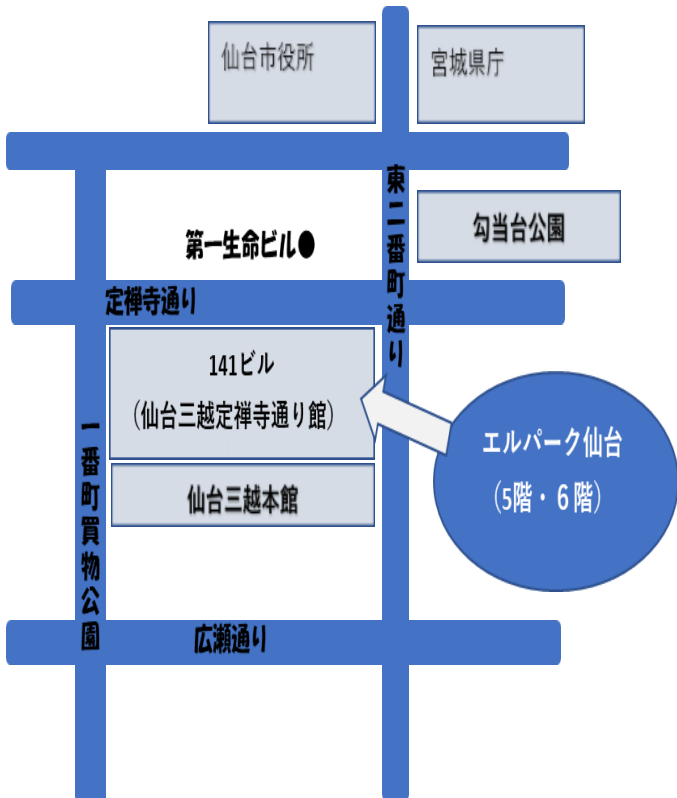 仙台市役所
宮城県庁
東二番町通り
勾当台公園
第一生命ビル●
定禅寺通り
141ビル
（仙台三越定禅寺通り館）
エルパーク仙台
（5階・６階）
一番町買物公園
仙台三越本館
広瀬通り